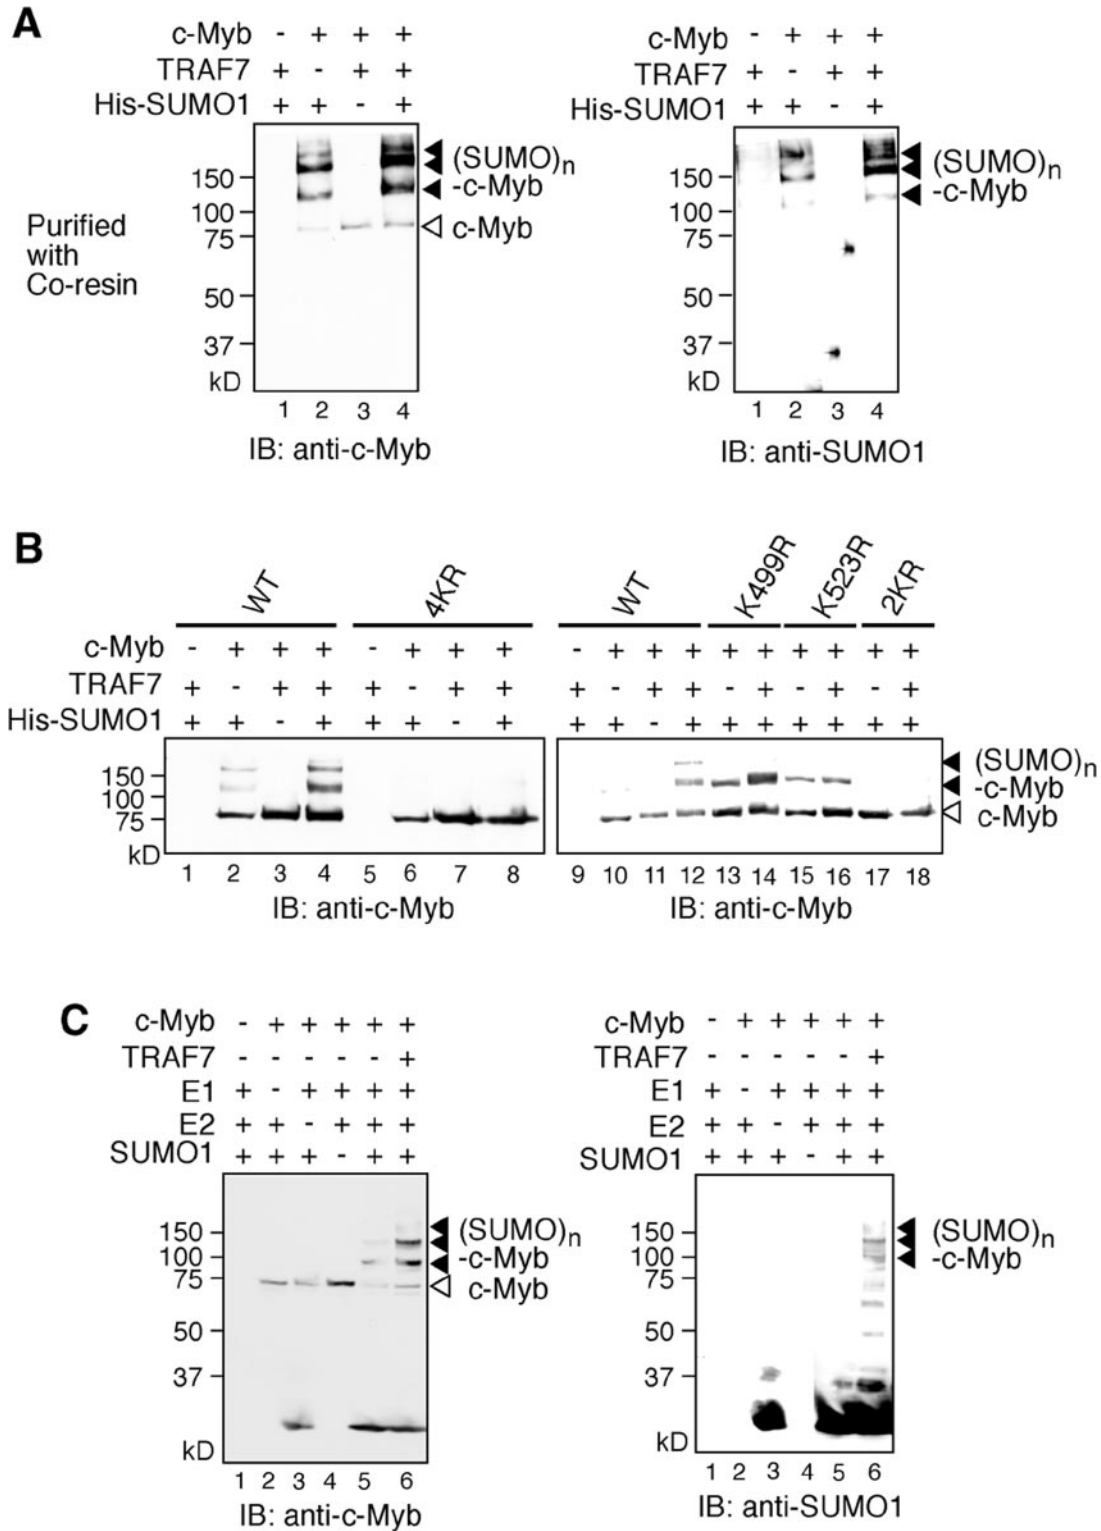 A
c-Myb - + + +
TRAF7 + - + +
His-SUMO1 + + - +
150
100
75
50
37
kD
(SUMO)n
-c-Myb
c-Myb
Purified
with
Co-resin
1 2 3 4
IB: anti-c-Myb
c-Myb - + + +
TRAF7 + - + +
His-SUMO1 + + - +
150
100
75
50
37
kD
(SUMO)n
-c-Myb
1 2 3 4
IB: anti-SUMO1
B
WT 4KR WT K499R K523R 2KR
c-Myb - + + + - + + + - + + + + + + + + +
TRAF7 + - + + + - + + + - + + - + - + - +
His-SUMO1 + + - + + + - + + + - + + + + + + +
150
100
75
kD
(SUMO)n
-c-Myb
c-Myb
1 2 3 4 5 6 7 8 9 10 11 12 13 14 15 16 17 18
IB: anti-c-Myb IB: anti-c-Myb
C
c-Myb - + + + + +
TRAF7 - - - - - +
E1 + - + + + +
E2 + + - + + +
SUMO1 + + + - + +
150
100
75
50
37
kD
(SUMO)n
-c-Myb
c-Myb
1 2 3 4 5 6
IB: anti-c-Myb
c-Myb - + + + + +
TRAF7 - - - - - +
E1 + - + + + +
E2 + + - + + +
SUMO1 + + + - + +
150
100
75
50
37
kD
(SUMO)n
-c-Myb
1 2 3 4 5 6
IB: anti-SUMO1